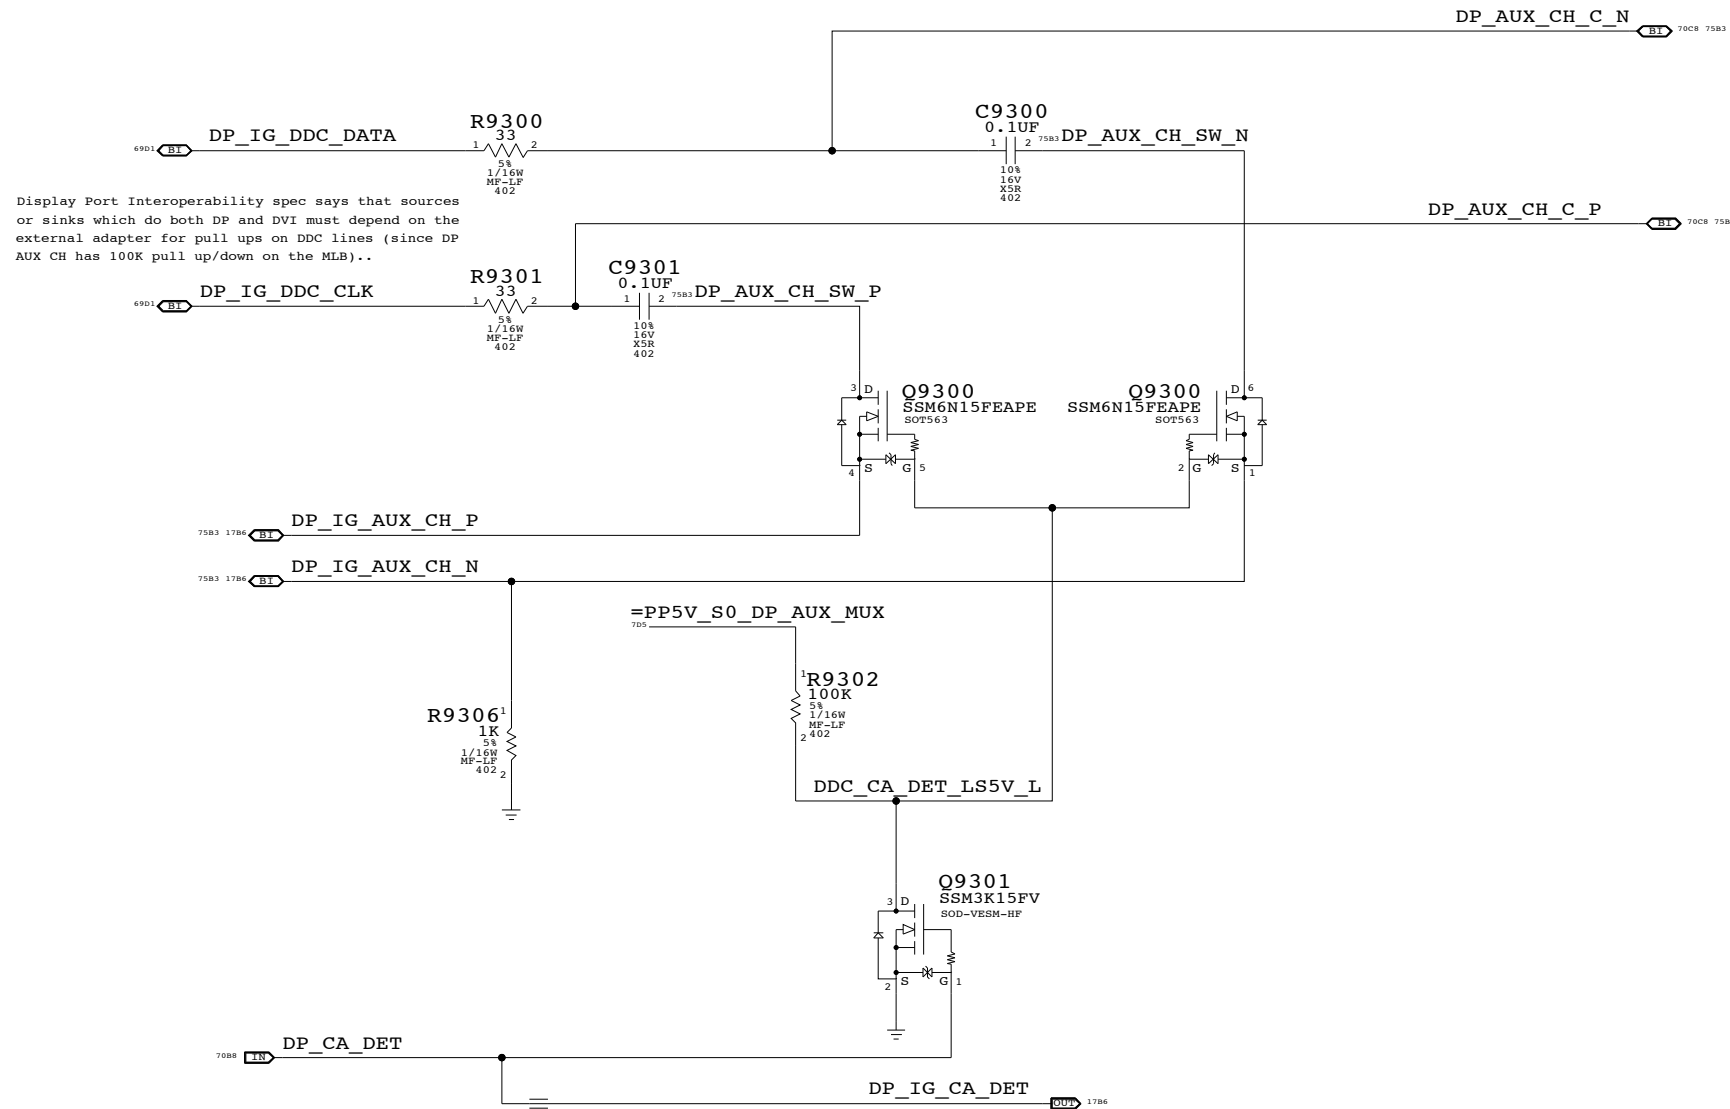 DP_AUX_CH_C_N
BI 70C8 75B3
DP_IG_DDC_DATA
69D1 BI
R9300
33
1 2
5%
1/16W
MF-LF
402
C9300
0.1UF
1 2
10%
16V
X5R
402
75B3 DP_AUX_CH_SW_N
Display Port Interoperability spec says that sources
or sinks which do both DP and DVI must depend on the
external adapter for pull ups on DDC lines (since DP
AUX CH has 100K pull up/down on the MLB)..
DP_AUX_CH_C_P
BI 70C8 75B
DP_IG_DDC_CLK
69D1 BI
R9301
33
1 2
5%
1/16W
MF-LF
402
C9301
0.1UF
1 2
10%
16V
X5R
402
75B3 DP_AUX_CH_SW_P
3 D
Q9300
SSM6N15FEAPE
SOT563
4 S G 5
Q9300
SSM6N15FEAPE
SOT563
D 6
2 G S 1
DP_IG_AUX_CH_P
75B3 17B6 BI
DP_IG_AUX_CH_N
75B3 17B6 BI
=PP5V_S0_DP_AUX_MUX
7D5
1
R9302
100K
5%
1/16W
MF-LF
402
2
R9306
1
1K
5%
1/16W
MF-LF
402
2
DDC_CA_DET_LS5V_L
3 D
Q9301
SSM3K15FV
SOD-VESM-HF
2 S G 1
DP_CA_DET
70B8 IN
DP_IG_CA_DET
OUT 17B6